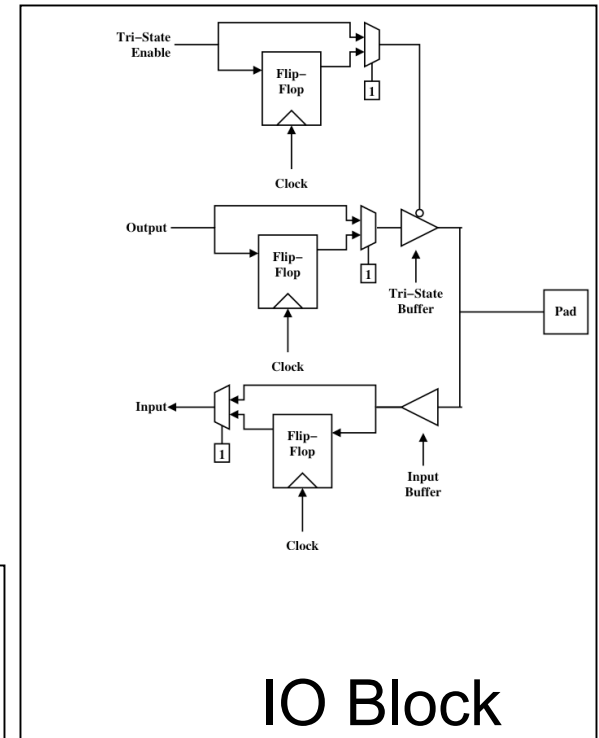 Tri-State
Enable
Flip-
Flop
1
Clock
Output
Flip-
Flop
1
Tri-State
Buffer
Pad
Clock
Input
Flip-
Flop
1
Input
Buffer
Clock
IO Block